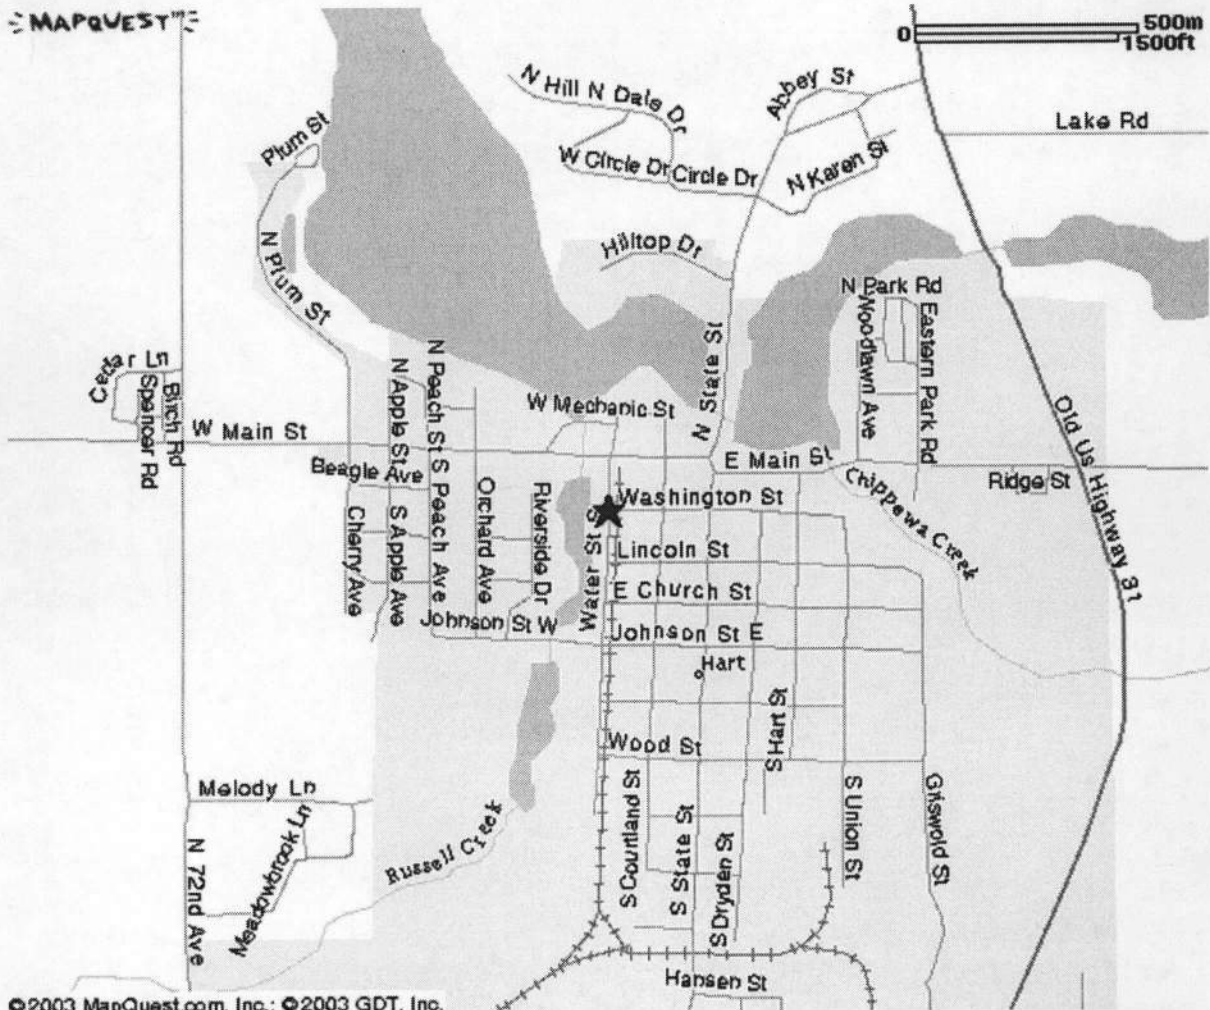 MAPQUEST
500m
0
1500ft
N Hill N Dale Dr
Abbey St
Lake Rd
Plum St
W Circle Dr
Circle Dr
N Karen St
Hilltop Dr
N Plum St
N Park Rd
Woodlawn Ave
Eastern Park Rd
N State St
Cedar Ln
Spencer Rd
Birch Rd
N Apple St
N Peach St
W Mechanic St
Old Us Highway 31
W Main St
E Main St
Beagle Ave
Ridge St
Chippewa Creek
Washington St
Cherry Ave
S Apple Ave
S Peach Ave
Orchard Ave
Riverside Dr
Water St S
Lincoln St
E Church St
Johnson St W
Johnson St E
Hart
S Hart St
Wood St
Melody Ln
Meadowbrook Ln
Russell Creek
S Courtland St
S State St
S Dryden St
S Union St
Griswold St
N 72nd Ave
Hansen St
©2003 MapQuest.com, Inc.; ©2003 GDT, Inc.